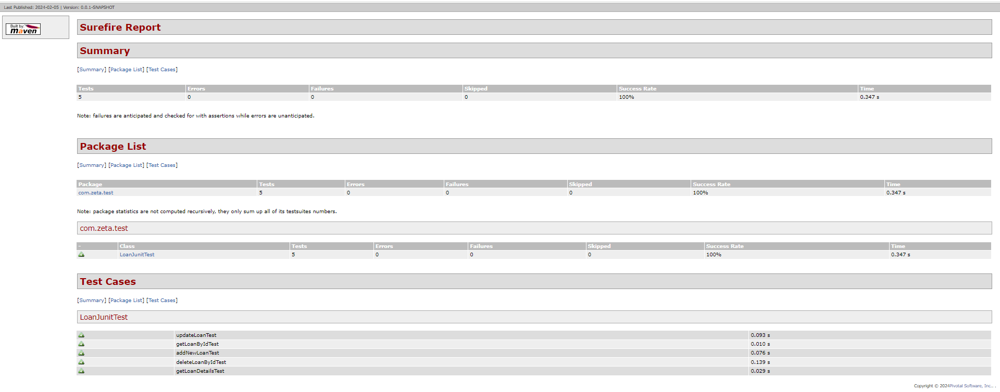 Last Published: 2024-02-05 | Version: 0.0.1-SNAPSHOT
Built by:
maven
Surefire Report
Summary
[Summary] [Package List] [Test Cases]
Tests Errors Failures Skipped Success Rate Time
5 0 0 0 100% 0.347 s
Note: failures are anticipated and checked for with assertions while errors are unanticipated.
Package List
[Summary] [Package List] [Test Cases]
Package Tests Errors Failures Skipped Success Rate Time
com.zeta.test 5 0 0 0 100% 0.347 s
Note: package statistics are not computed recursively, they only sum up all of its testsuites numbers.
com.zeta.test
- Class Tests Errors Failures Skipped Success Rate Time
LoanJunitTest 5 0 0 0 100% 0.347 s
Test Cases
[Summary] [Package List] [Test Cases]
LoanJunitTest
updateLoanTest 0.093 s
getLoanByIdTest 0.010 s
addNewLoanTest 0.076 s
deleteLoanByIdTest 0.139 s
getLoanDetailsTest 0.029 s
Copyright © 2024Pivotal Software, Inc.. .